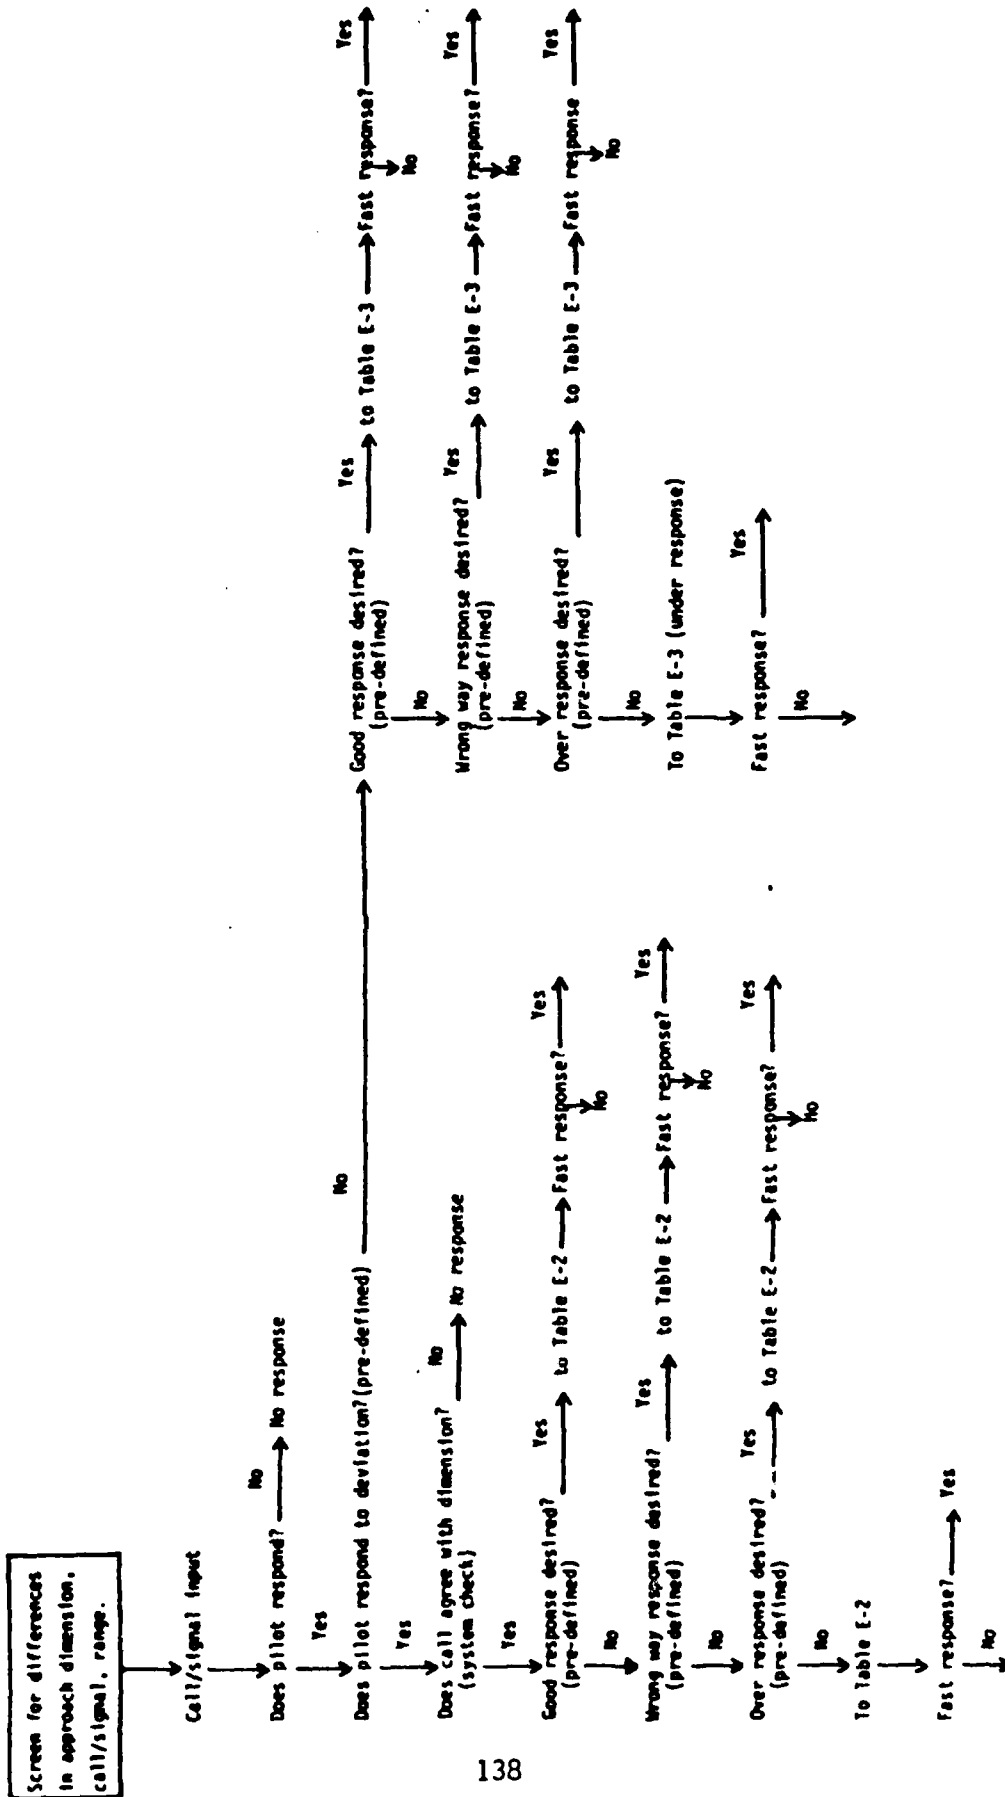 Screen for differences
in approach dimension,
call/signal, range.
Call/signal input
Does pilot respond?
No
No response
Yes
Does pilot respond to deviation?(pre-defined)
No
Yes
Does call agree with dimension?
(system check)
No
No response
Yes
Good response desired?
(pre-defined)
Yes
to Table E-2
Fast response?
Yes
No
No
Wrong way response desired?
(pre-defined)
Yes
to Table E-2
Fast response?
Yes
No
No
Over response desired?
(pre-defined)
Yes
to Table E-2
Fast response?
Yes
No
No
To Table E-2
Fast response?
Yes
No
Good response desired?
(pre-defined)
Yes
to Table E-3
Fast response?
Yes
No
No
Wrong way response desired?
(pre-defined)
Yes
to Table E-3
Fast response?
Yes
No
No
Over response desired?
(pre-defined)
Yes
to Table E-3
Fast response
Yes
No
No
To Table E-3 (under response)
Fast response?
Yes
No
138